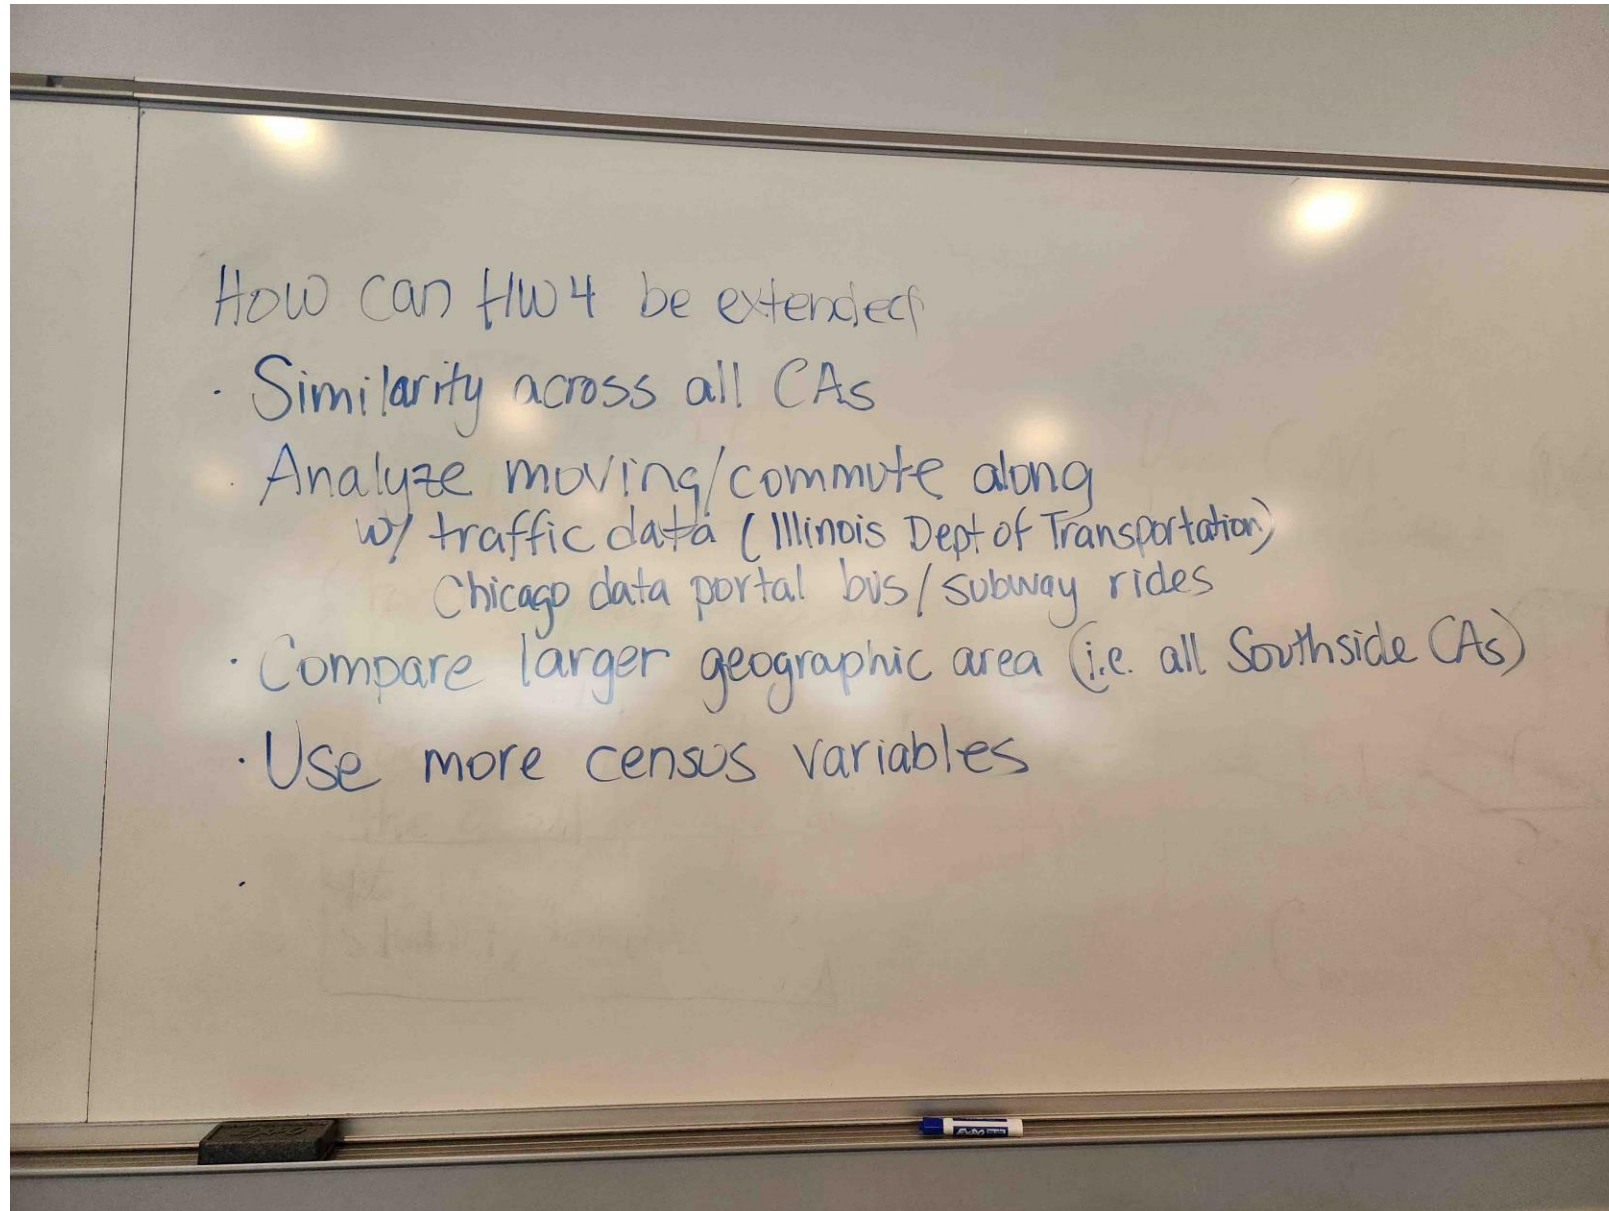 How can HW4 be extended
· Similarity across all CAs
· Analyze moving/commute along
w/ traffic data (Illinois Dept of Transportation)
Chicago data portal bus/subway rides
· Compare larger geographic area (i.e. all Southside CAs)
· Use more census variables
·
EXPO